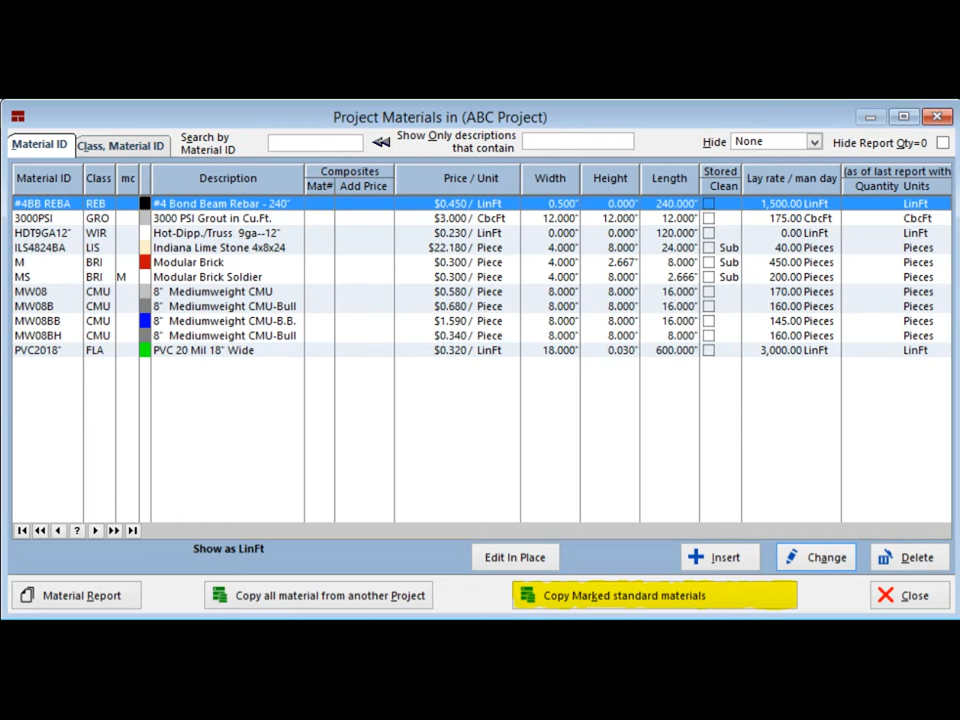 Project Materials in (ABC Project)
Material ID Class, Material ID Search by Material ID Show Only descriptions that contain Hide None Hide Report Qty=0
Material ID Class mc Description Composites Mat# Add Price Price / Unit Width Height Length Stored Clean Lay rate / man day (as of last report with Quantity Units
#4BB REBA REB #4 Bond Beam Rebar - 240" $0.450 / LinFt 0.500" 0.000" 240.000" 1,500.00 LinFt LinFt
3000PSI GRO 3000 PSI Grout in Cu.Ft. $3.000 / CbcFt 12.000" 12.000" 12.000" 175.00 CbcFt CbcFt
HDT9GA12" WIR Hot-Dipp./Truss 9ga--12" $0.230 / LinFt 0.000" 0.000" 120.000" 0.00 LinFt LinFt
ILS4824BA LIS Indiana Lime Stone 4x8x24 $22.180 / Piece 4.000" 8.000" 24.000" Sub 40.00 Pieces Pieces
M BRI Modular Brick $0.300 / Piece 4.000" 2.667" 8.000" Sub 450.00 Pieces Pieces
MS BRI M Modular Brick Soldier $0.300 / Piece 4.000" 8.000" 2.666" Sub 200.00 Pieces Pieces
MW08 CMU 8" Mediumweight CMU $0.580 / Piece 8.000" 8.000" 16.000" 170.00 Pieces Pieces
MW08B CMU 8" Mediumweight CMU-Bull $0.680 / Piece 8.000" 8.000" 16.000" 160.00 Pieces Pieces
MW08BB CMU 8" Mediumweight CMU-B.B. $1.590 / Piece 8.000" 8.000" 16.000" 145.00 Pieces Pieces
MW08BH CMU 8" Mediumweight CMU-Bull $0.340 / Piece 8.000" 8.000" 8.000" 160.00 Pieces Pieces
PVC2018" FLA PVC 20 Mil 18" Wide $0.320 / LinFt 18.000" 0.030" 600.000" 3,000.00 LinFt LinFt
?
Show as LinFt Edit In Place Insert Change Delete
Material Report Copy all material from another Project Copy Marked standard materials Close